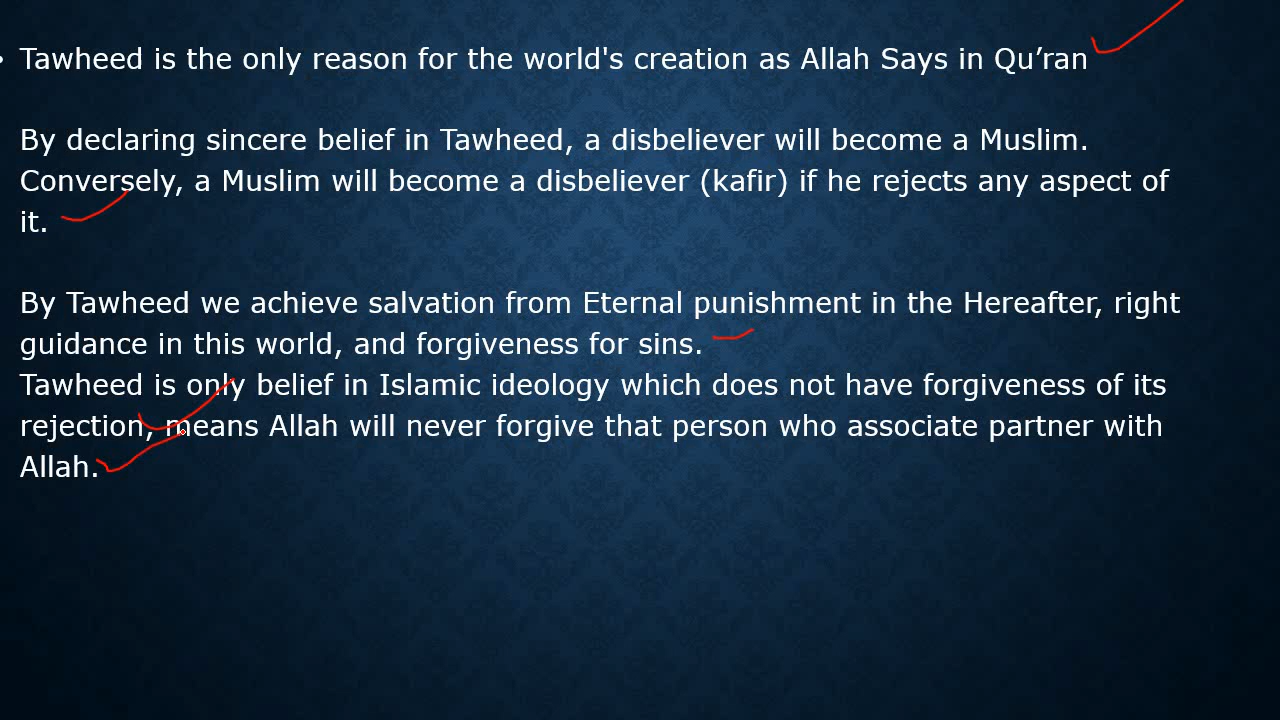 • Tawheed is the only reason for the world's creation as Allah Says in Qu’ran
By declaring sincere belief in Tawheed, a disbeliever will become a Muslim.
Conversely, a Muslim will become a disbeliever (kafir) if he rejects any aspect of
it.
By Tawheed we achieve salvation from Eternal punishment in the Hereafter, right
guidance in this world, and forgiveness for sins.
Tawheed is only belief in Islamic ideology which does not have forgiveness of its
rejection, means Allah will never forgive that person who associate partner with
Allah.